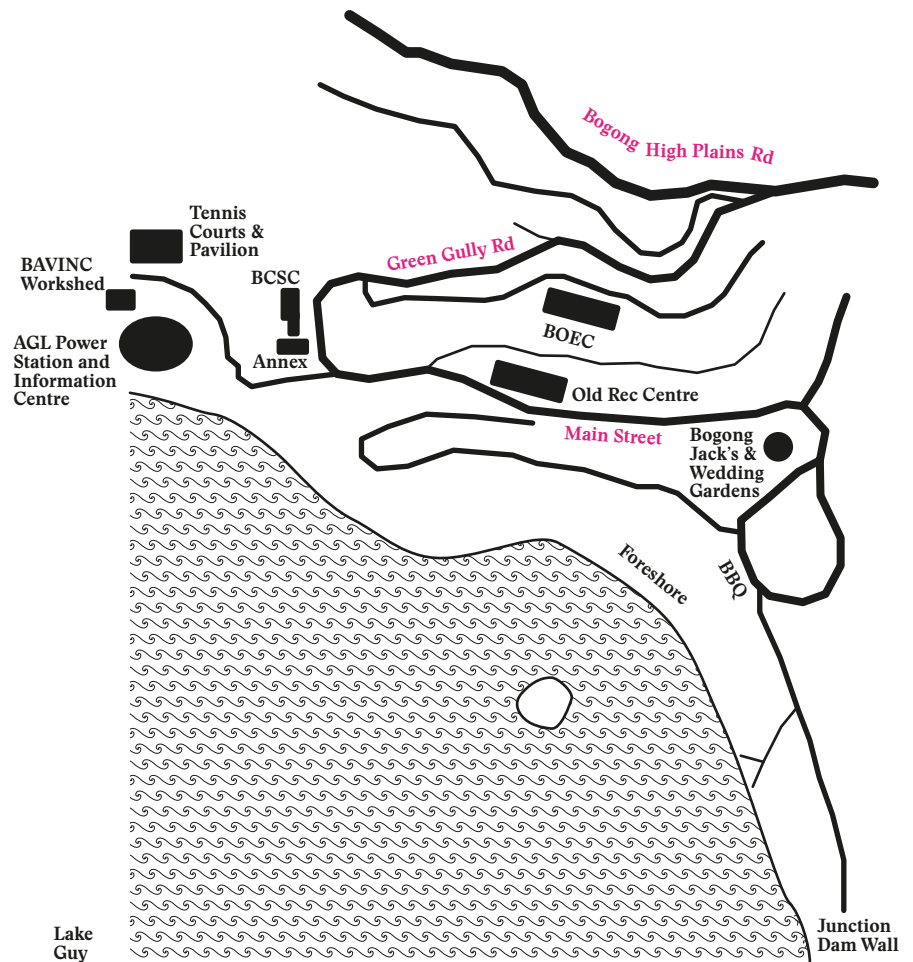 Bogong High Plains Rd
Tennis
Courts &
Pavilion
Green Gully Rd
BAVINC
Workshed
BCSC
BOEC
AGL Power
Station and
Information
Centre
Annex
Old Rec Centre
Main Street
Bogong
Jack's &
Wedding
Gardens
Foreshore
BBQ
Lake
Guy
Junction
Dam Wall